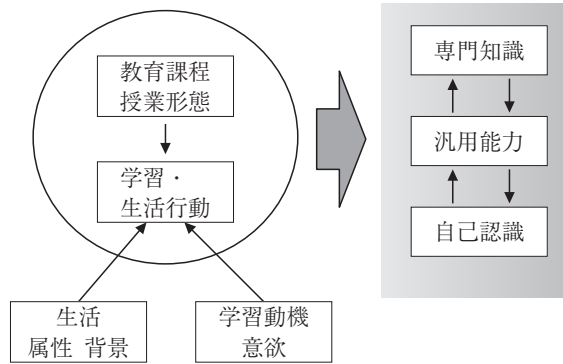 教育課程
授業形態
学習・
生活行動
生活
属性 背景
学習動機
意欲
専門知識
汎用能力
自己認識